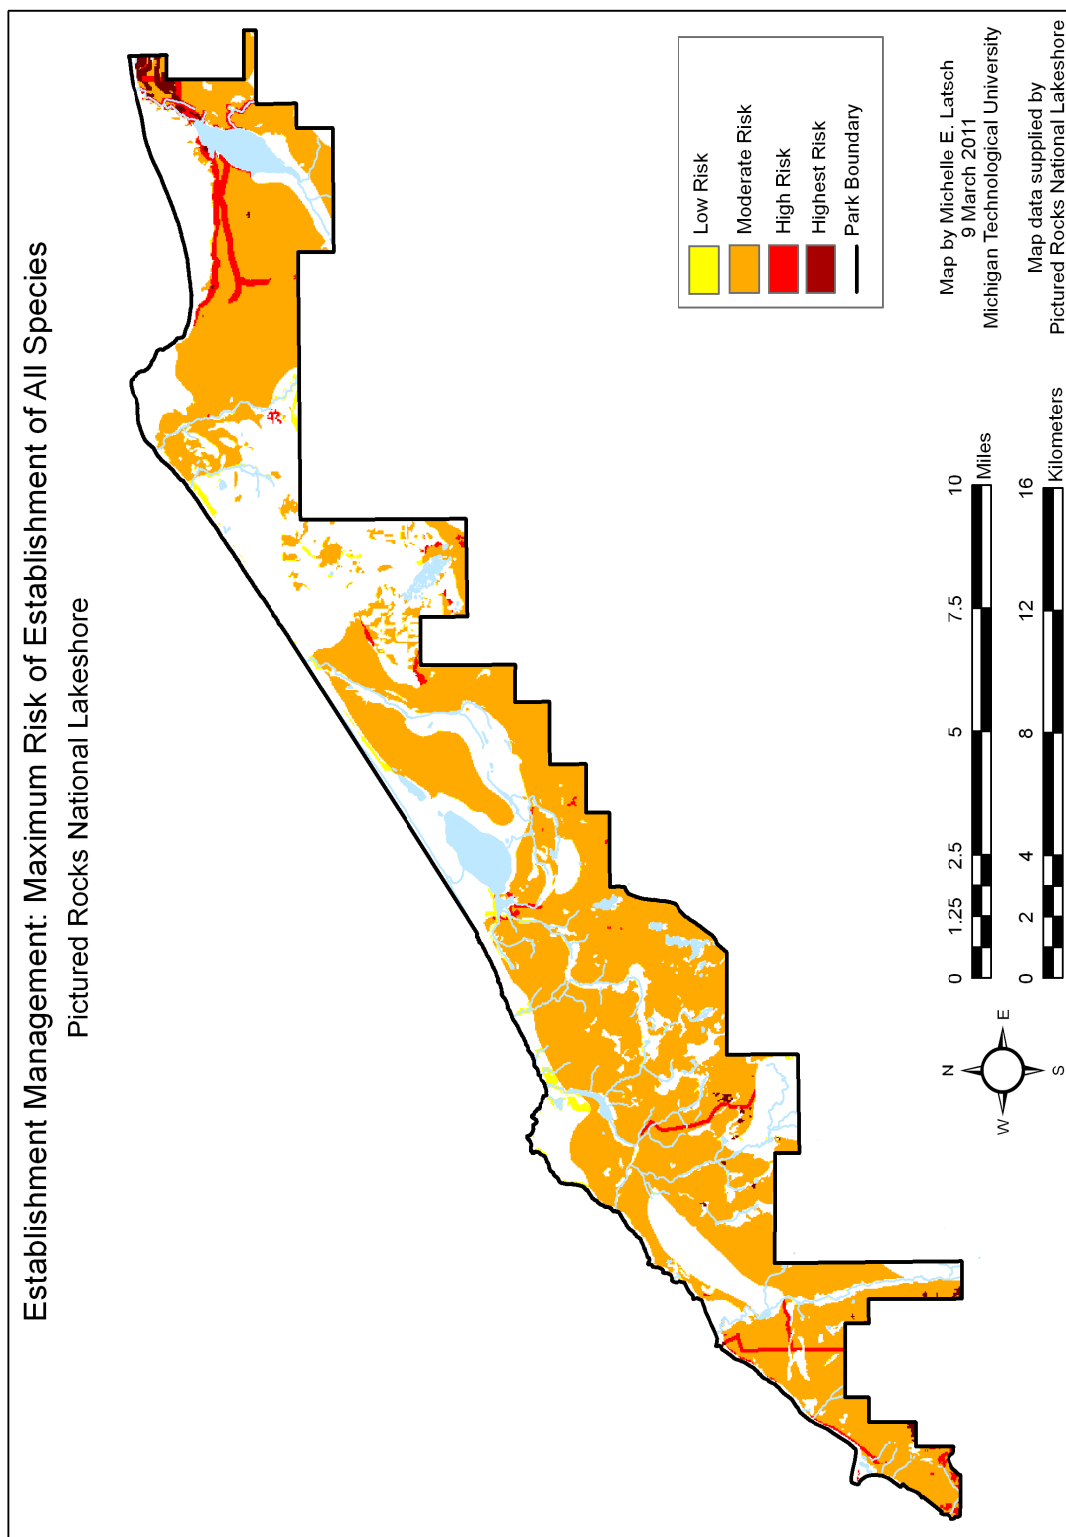 Establishment Management: Maximum Risk of Establishment of All Species
Pictured Rocks National Lakeshore
Low Risk
Moderate Risk
High Risk
Highest Risk
Park Boundary
N
W
E
S
0 1.25 2.5 5 7.5 10
Miles
0 2 4 8 12 16
Kilometers
Map by Michelle E. Latsch
9 March 2011
Michigan Technological University
Map data supplied by
Pictured Rocks National Lakeshore